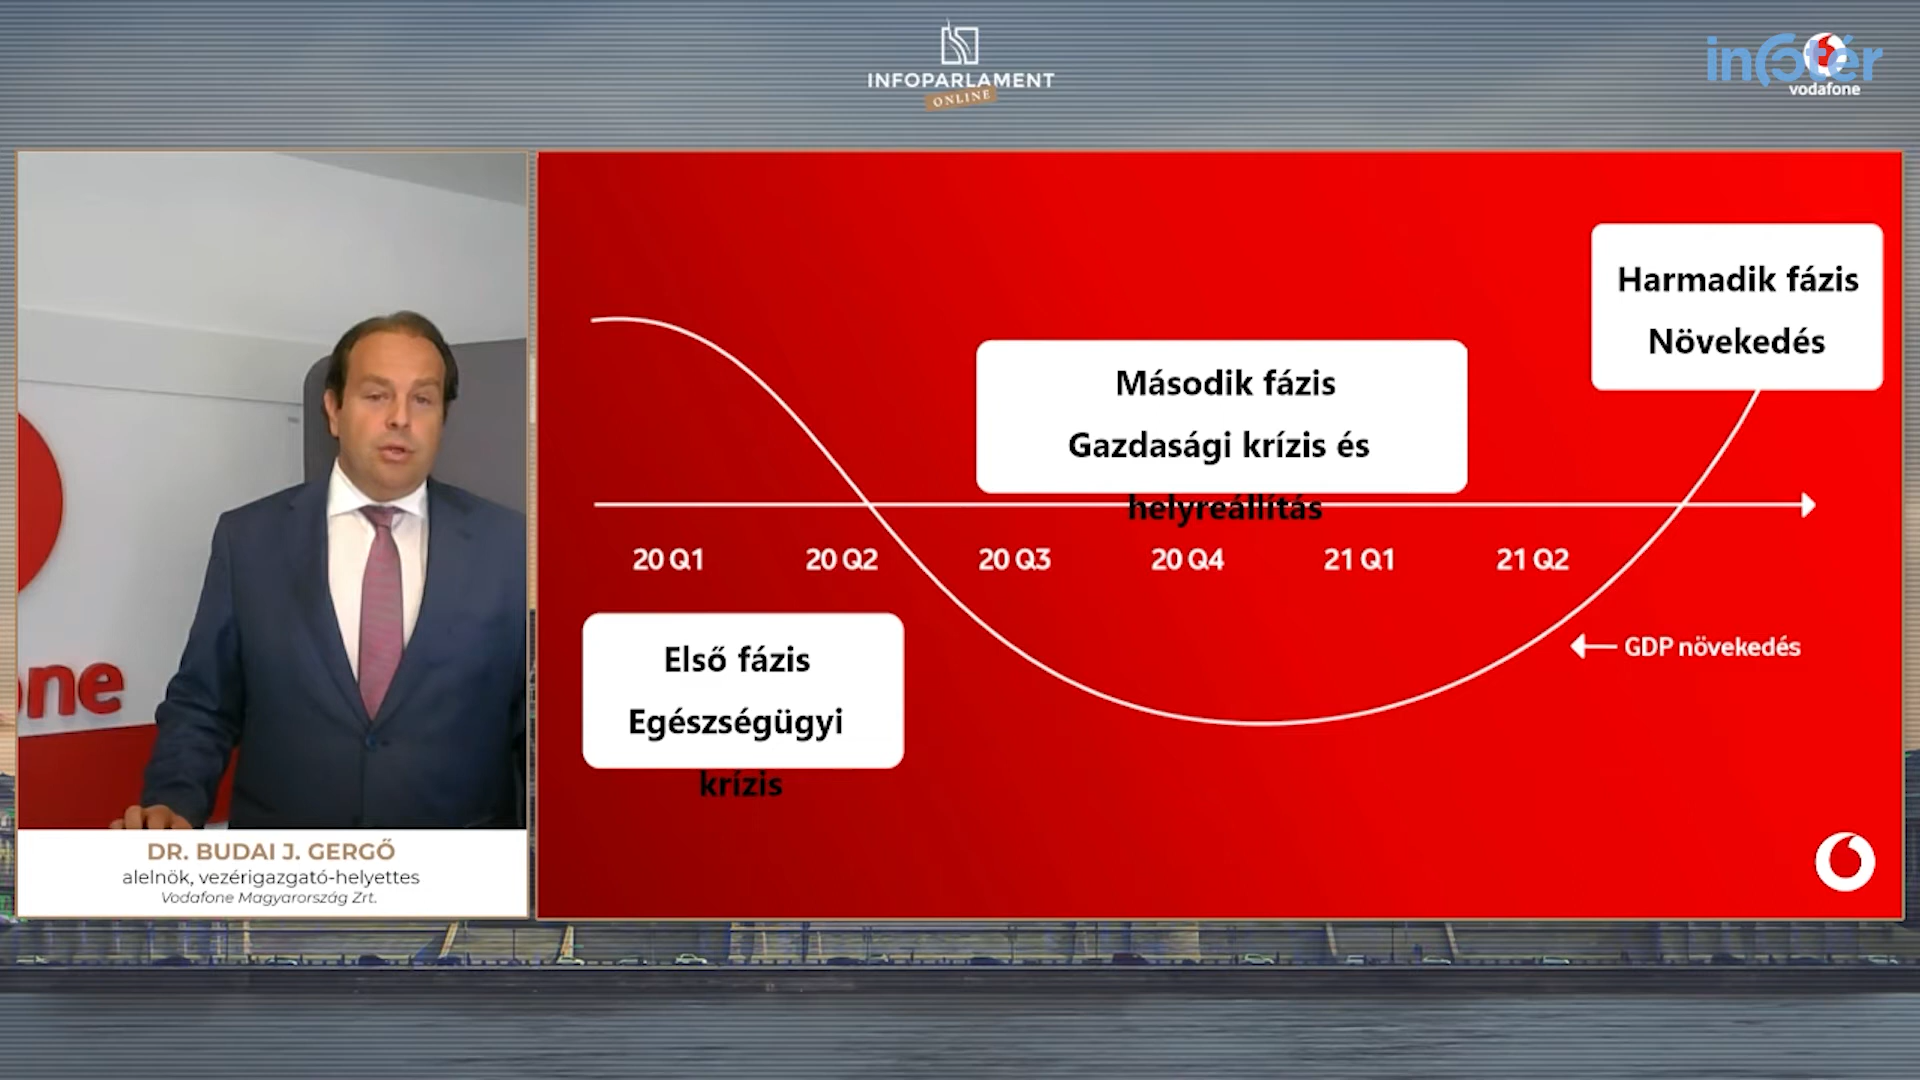 INFOPARLAMENT
ONLINE
infotér
vodafone
Harmadik fázis
Növekedés
Második fázis
Gazdasági krízis és
helyreállítás
20 Q1
20 Q2
20 Q3
20 Q4
21 Q1
21 Q2
Első fázis
Egészségügyi
krízis
GDP növekedés
one
DR. BUDAI J. GERGŐ
alelnök, vezérigazgató-helyettes
Vodafone Magyarország Zrt.